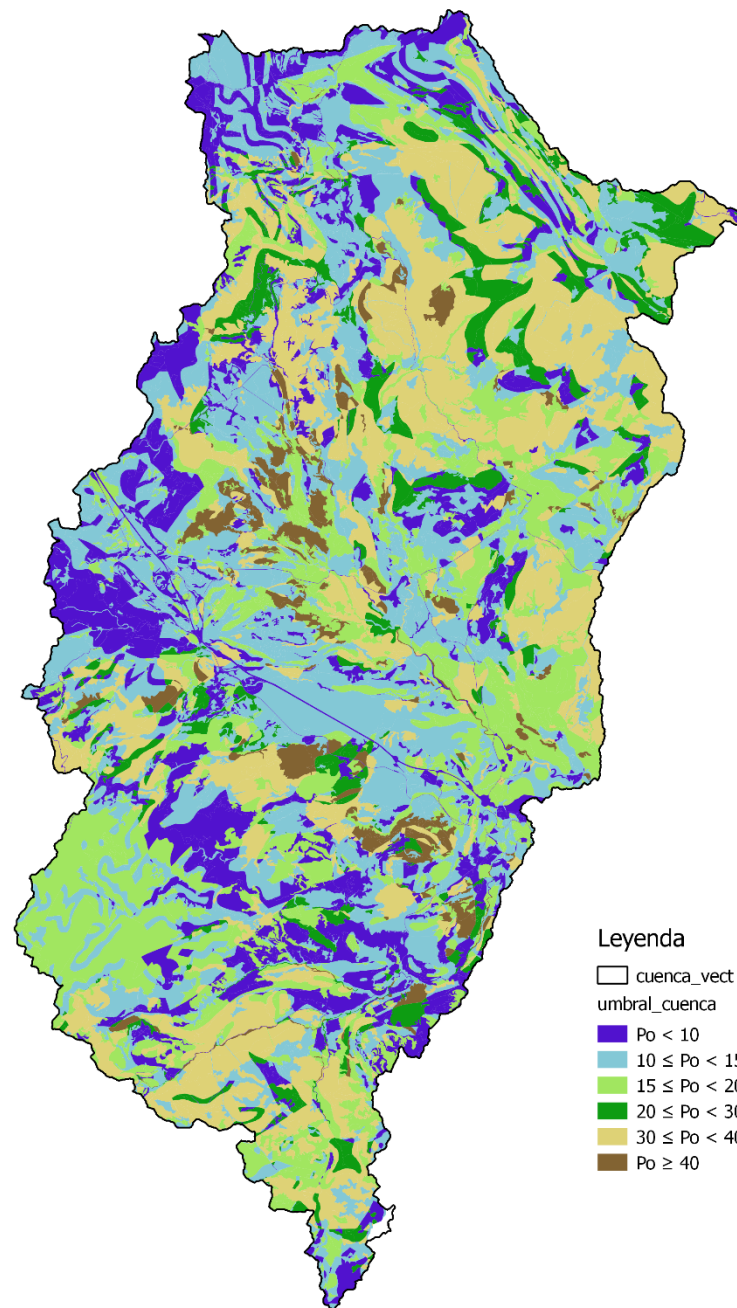 Leyenda
cuenca_vect
umbral_cuenca
Po < 10
10 ≤ Po < 15
15 ≤ Po < 20
20 ≤ Po < 30
30 ≤ Po < 40
Po ≥ 40